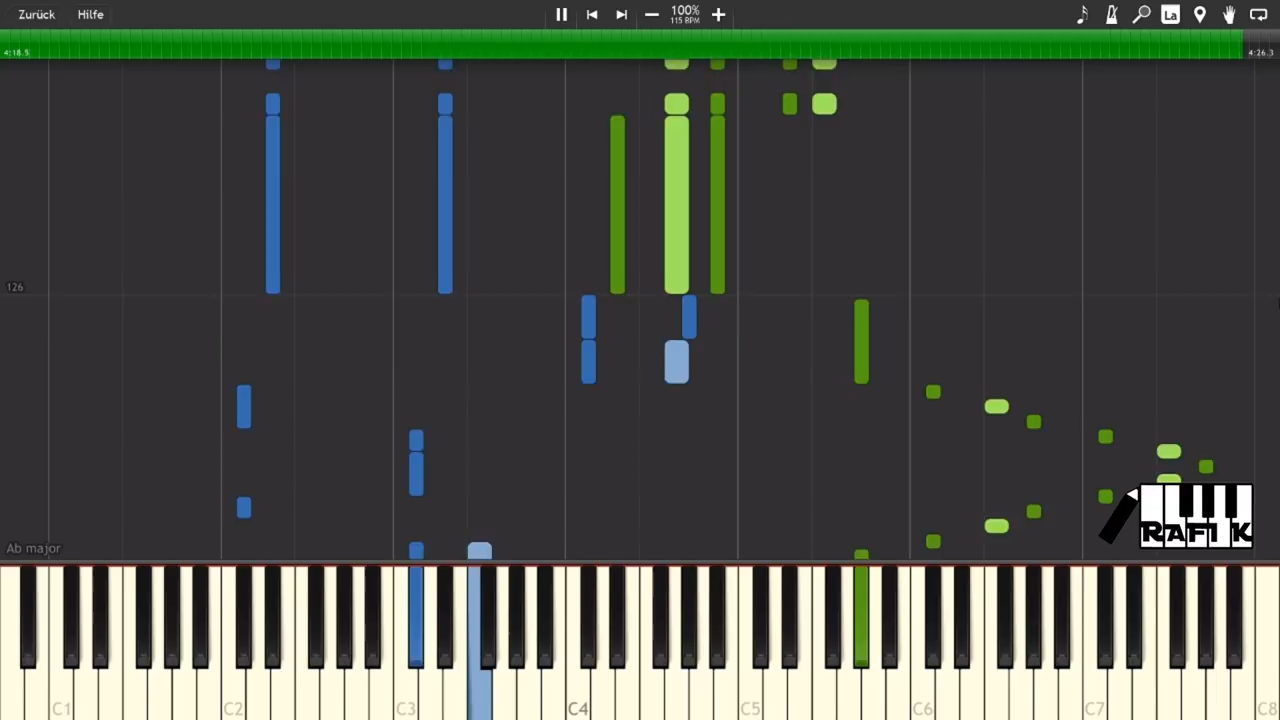 Zurück Hilfe
100%
115 BPM
La
4:18.5
4:26.3
126
Ab major
RAFI K
C1 C2 C3 C4 C5 C6 C7 C8